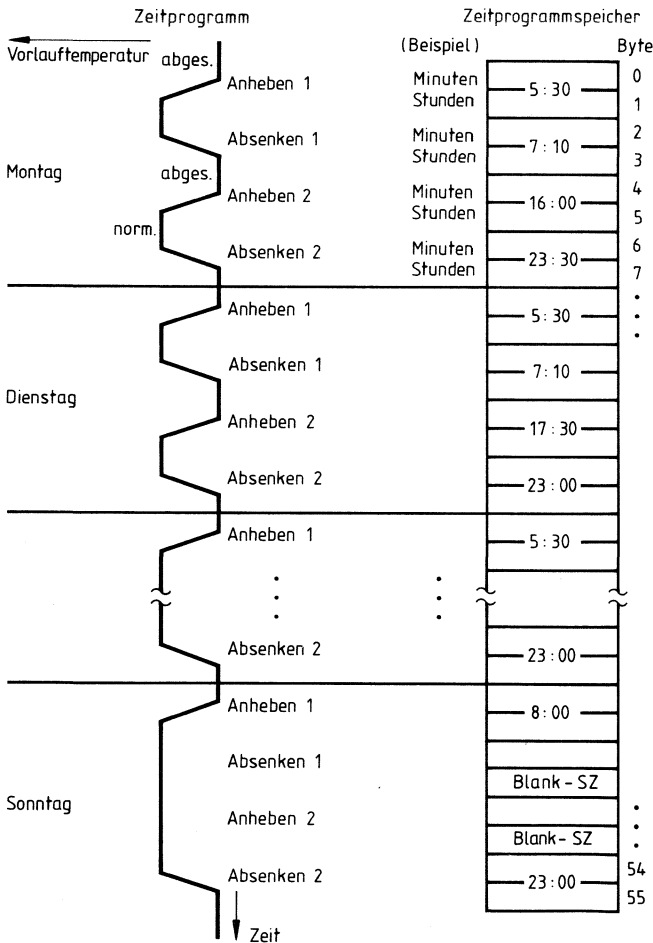 Zeitprogramm Zeitprogrammspeicher
(Beispiel) Byte
Vorlauftemperatur abges.
Anheben 1 Minuten Stunden 5:30 0 1
Absenken 1 Minuten Stunden 7:10 2 3
Montag abges.
Anheben 2 Minuten Stunden 16:00 4 5
norm.
Absenken 2 Minuten Stunden 23:30 6 7
Anheben 1 5:30
Absenken 1 7:10
Dienstag
Anheben 2 17:30
Absenken 2 23:00
Anheben 1 5:30
Absenken 2 23:00
Anheben 1 8:00
Absenken 1 Blank-SZ
Sonntag
Anheben 2 Blank-SZ
Absenken 2 23:00 54 55
Zeit